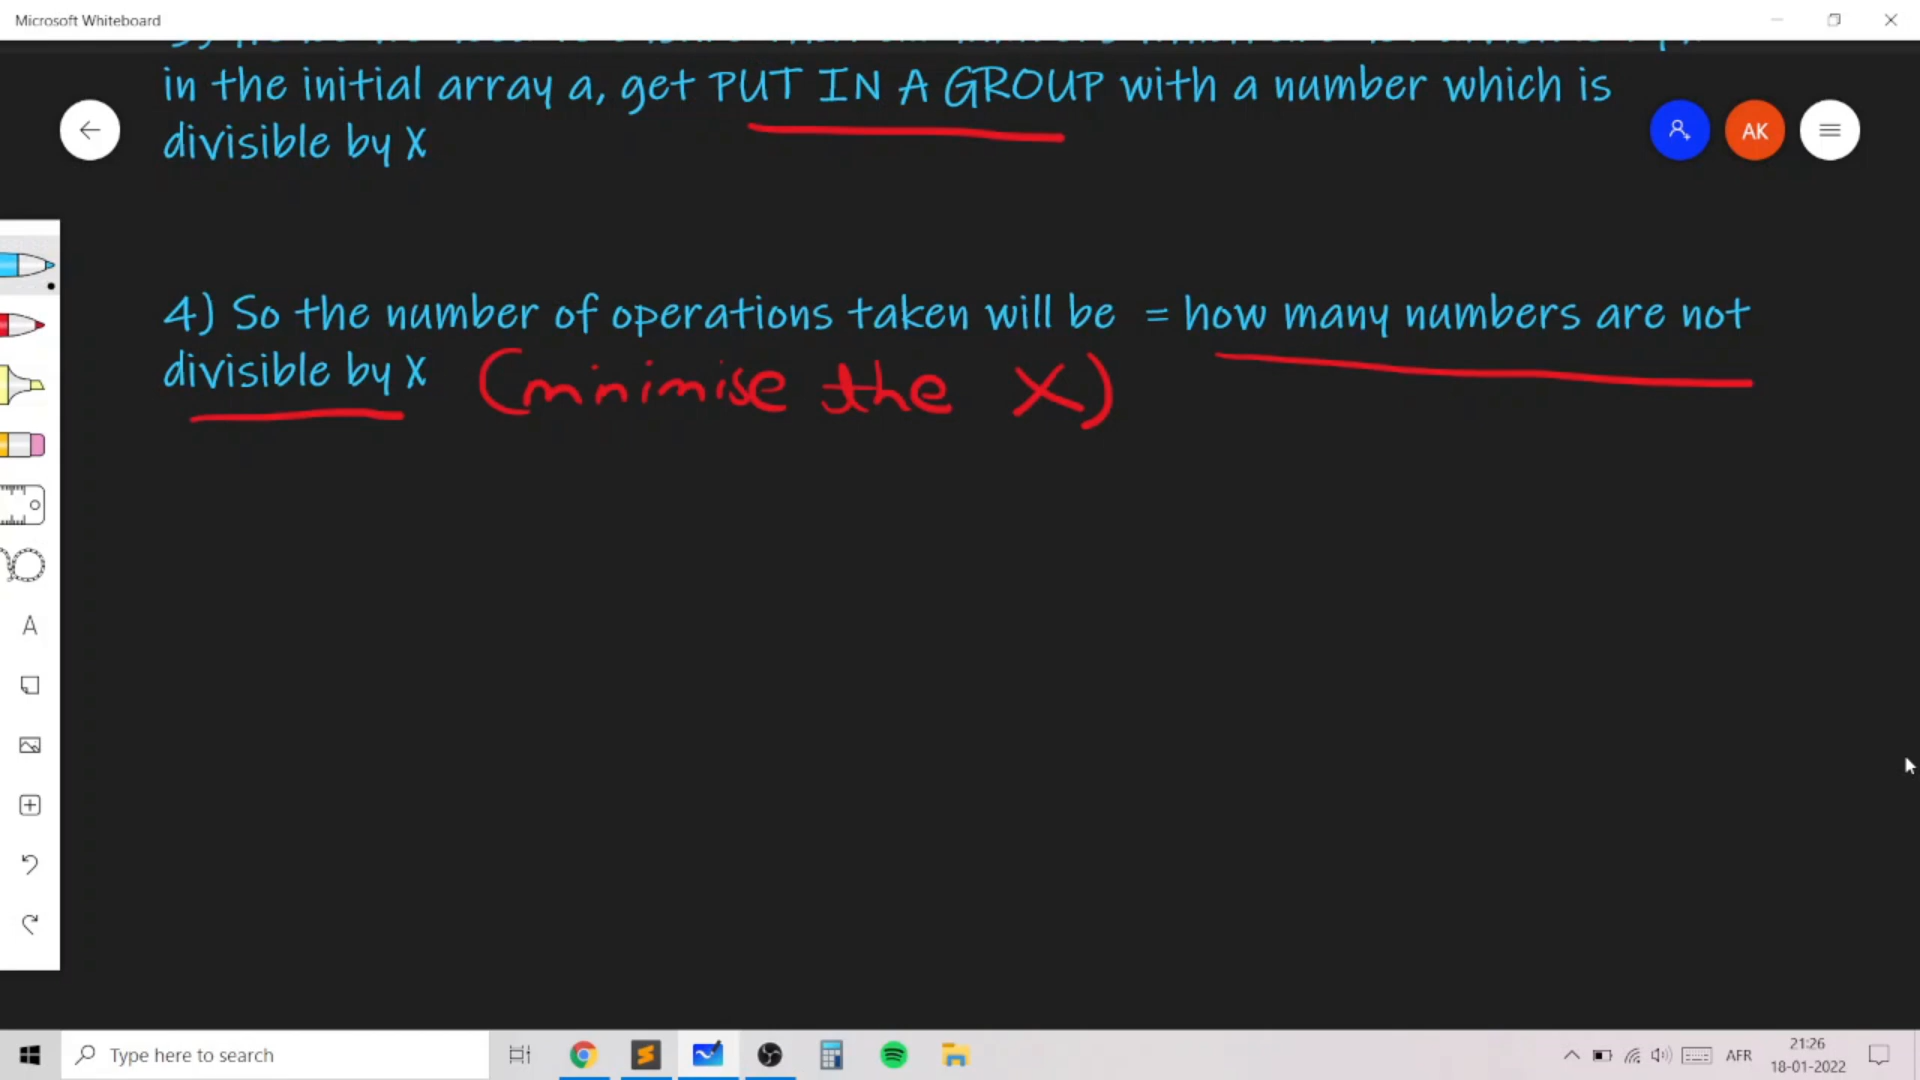 Microsoft Whiteboard
in the initial array a, get PUT IN A GROUP with a number which is
divisible by X
AK
4) So the number of operations taken will be = how many numbers are not
divisible by X (minimise the X)
A
Type here to search
AFR
21:26
18-01-2022